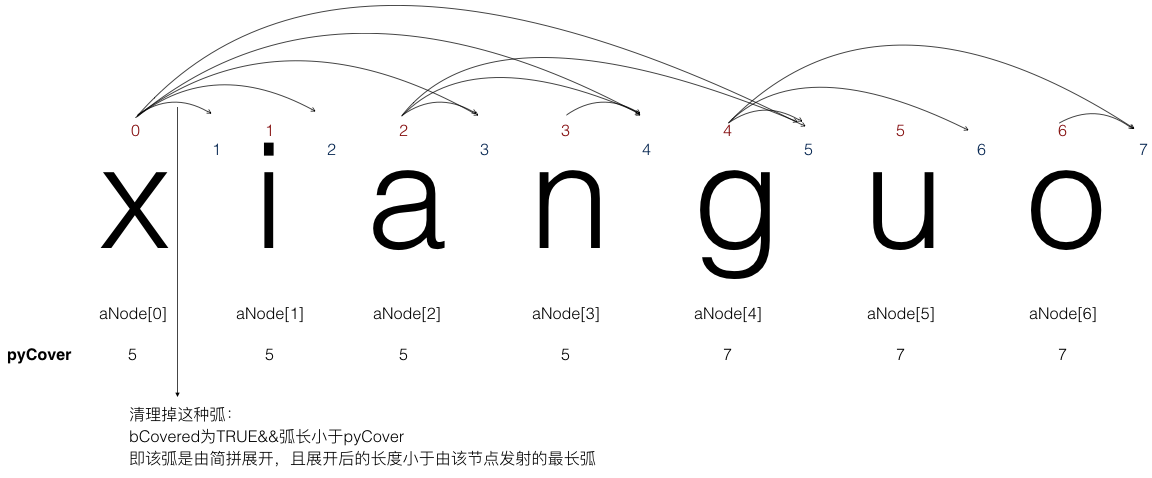 0 1 2 3 4 5 6
1 2 3 4 5 6 7
x i a n g u o
aNode[0] aNode[1] aNode[2] aNode[3] aNode[4] aNode[5] aNode[6]
pyCover 5 5 5 5 7 7 7
清理掉这种弧：
bCovered为TRUE&&弧长小于pyCover
即该弧是由简拼展开，且展开后的长度小于由该节点发射的最长弧